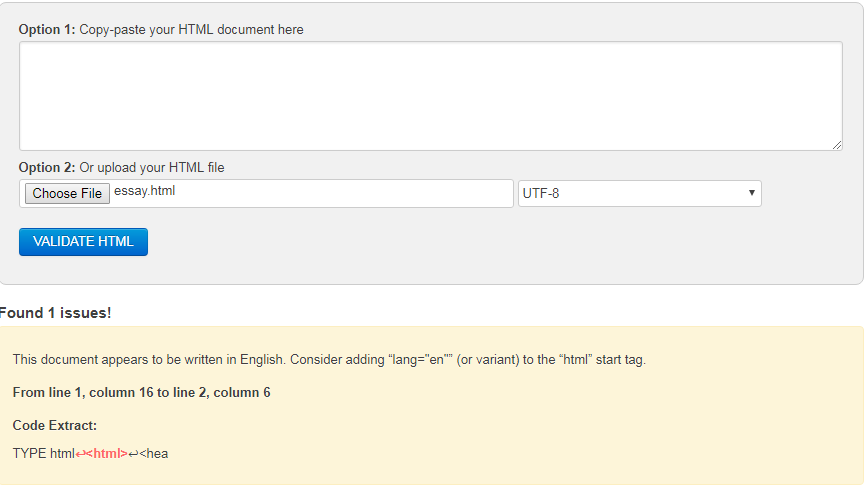 Option 1: Copy-paste your HTML document here
Option 2: Or upload your HTML file
Choose File essay.html UTF-8
VALIDATE HTML
Found 1 issues!
This document appears to be written in English. Consider adding “lang="en"” (or variant) to the “html” start tag.
From line 1, column 16 to line 2, column 6
Code Extract:
TYPE html↩<html>↩<hea